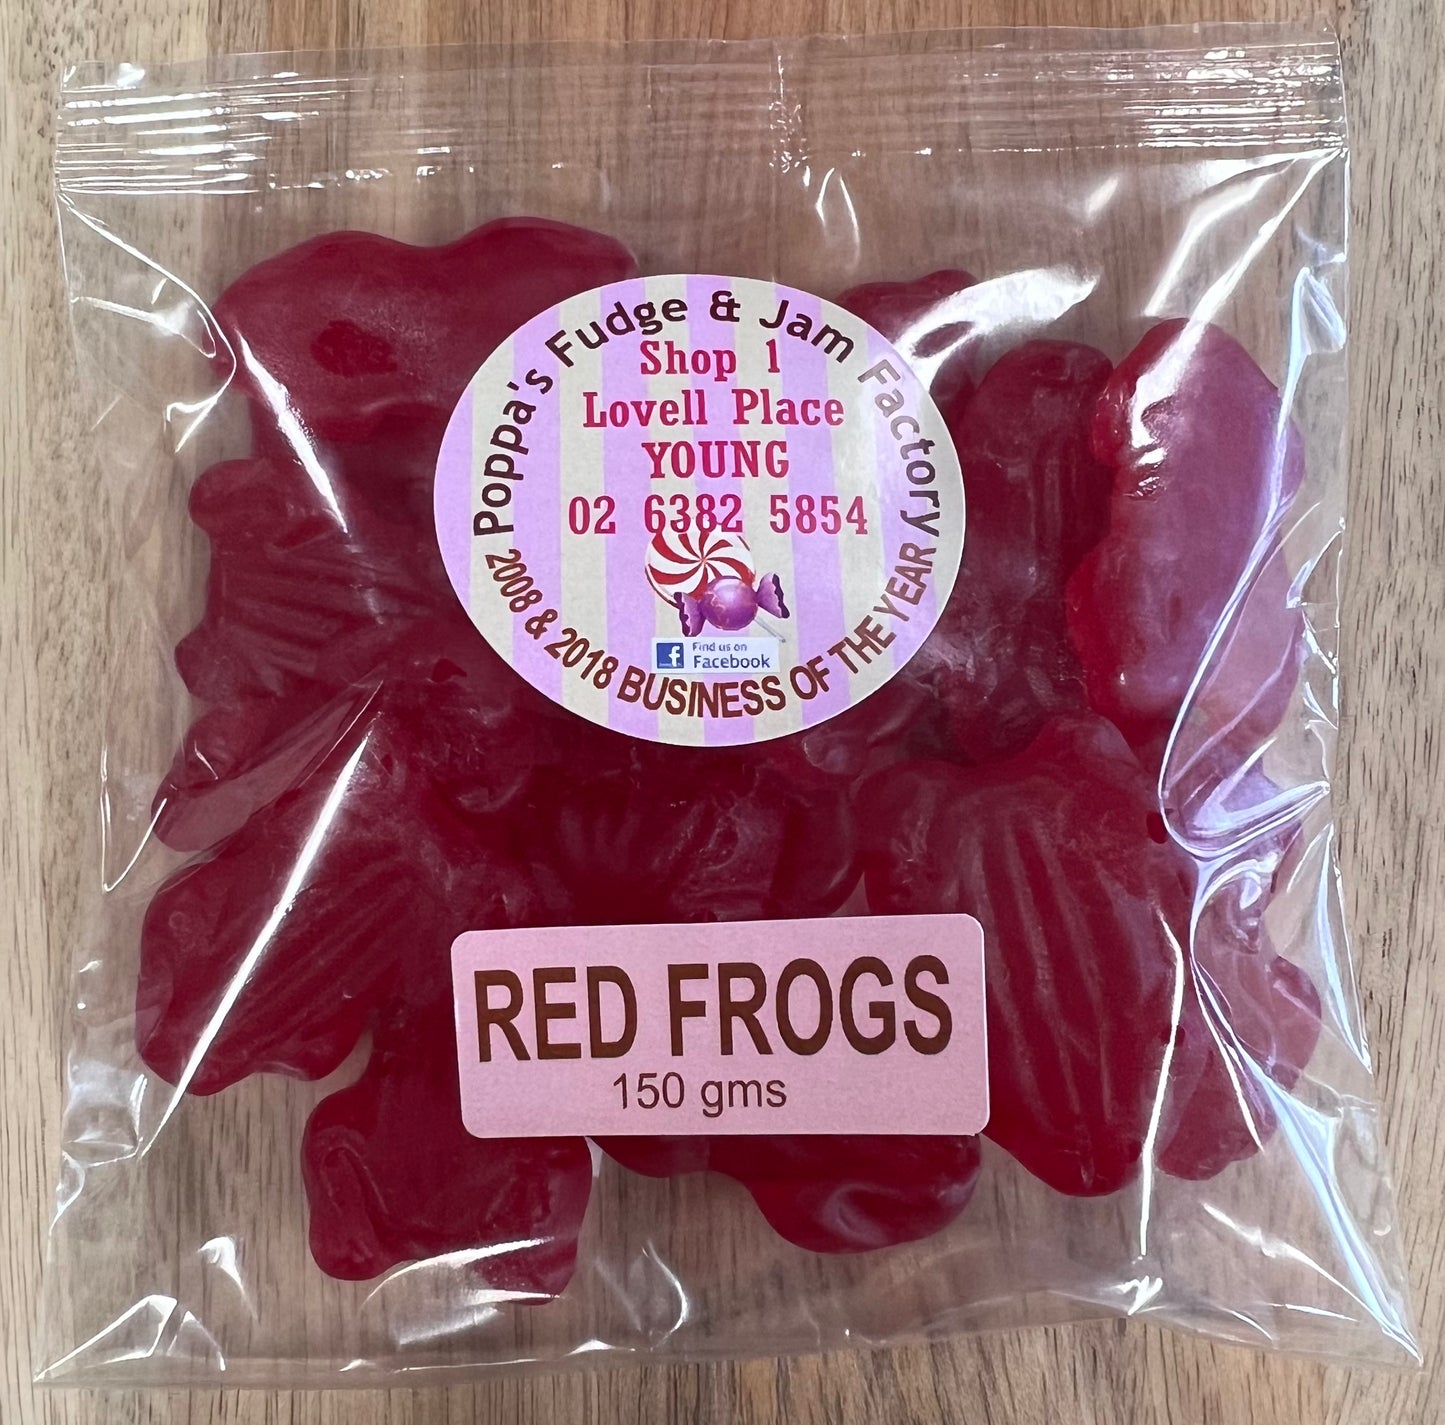 Poppa's Fudge & Jam Factory
Shop 1
Lovell Place
YOUNG
02 6382 5854
Find us on
Facebook
2008 & 2018 BUSINESS OF THE YEAR
RED FROGS
150 gms